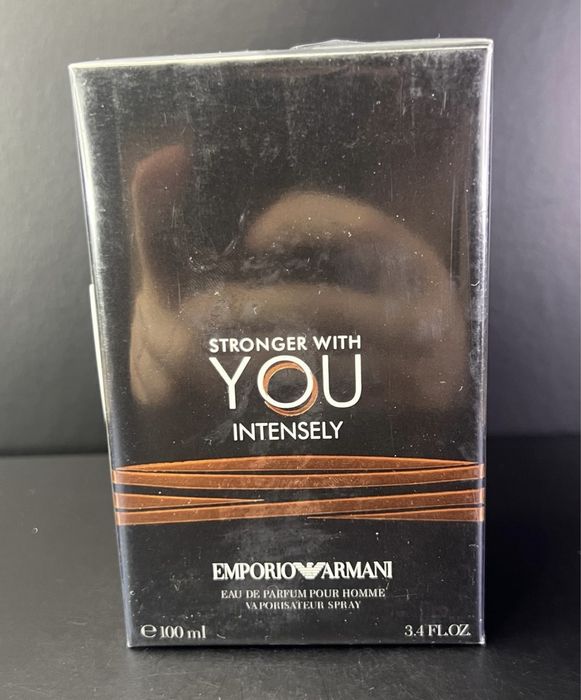 STRONGER WITH
YOU
INTENSELY
EMPORIO ARMANI
EAU DE PARFUM POUR HOMME
VAPORISATEUR SPRAY
℮ 100 ml 3.4 FL.OZ.